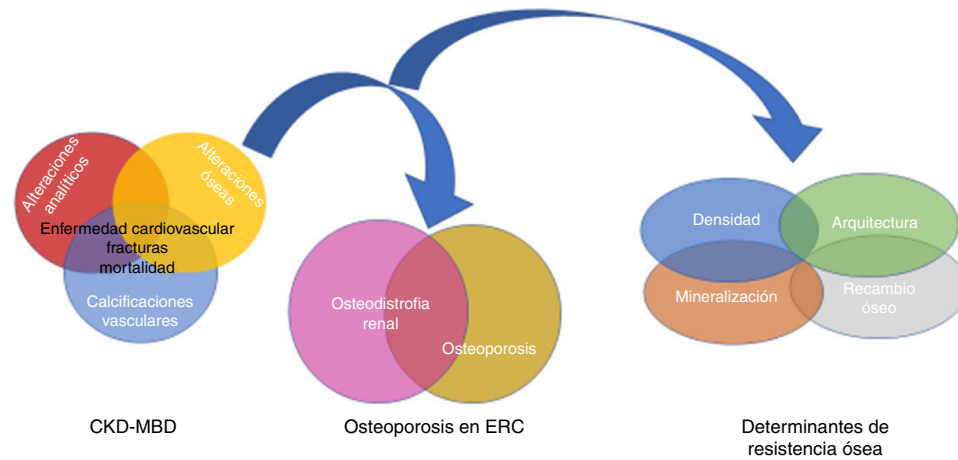 Alteraciones
analíticos
Alteraciones
óseas
Enfermedad cardiovascular
fracturas
mortalidad
Calcificaciones
vasculares
CKD-MBD
Osteodistrofia
renal
Osteoporosis
Osteoporosis en ERC
Densidad
Arquitectura
Mineralización
Recambio
óseo
Determinantes de
resistencia ósea